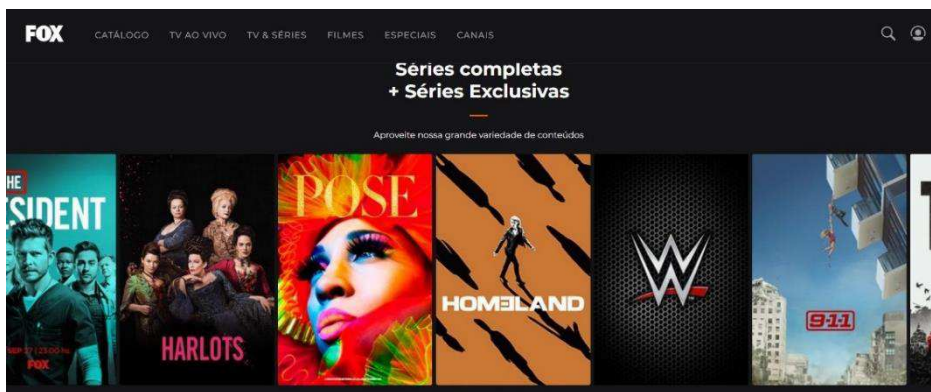 FOX
CATÁLOGO TV AO VIVO TV & SÉRIES FILMES ESPECIAIS CANAIS
Séries completas
+ Séries Exclusivas
Aproveite nossa grande variedade de conteúdos
HE
SIDENT
FOX
HARLOTS
POSE
HOMELAND
W
9-1-1
T